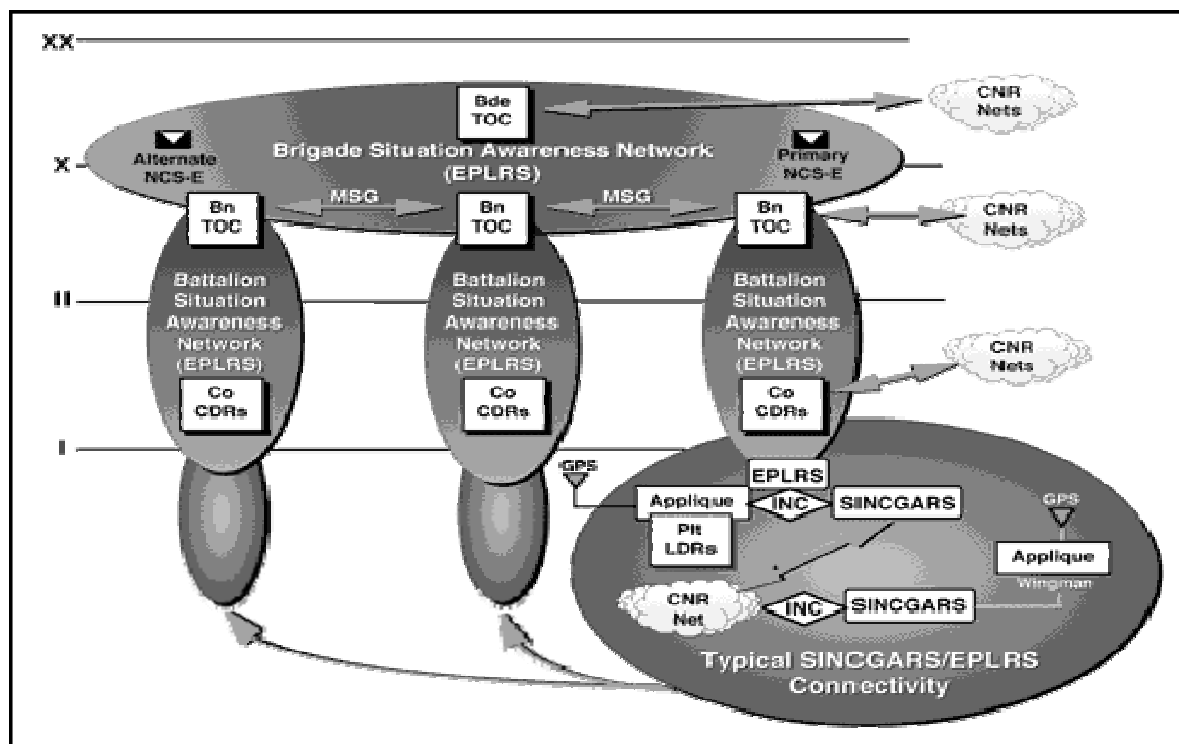 XX
Bde
TOC
CNR
Nets
Alternate
NCS-E
Brigade Situation Awareness Network
(EPLRS)
Primary
NCS-E
X
MSG
MSG
Bn
TOC
Bn
TOC
Bn
TOC
CNR
Nets
Battalion
Situation
Awareness
Network
(EPLRS)
Battalion
Situation
Awareness
Network
(EPLRS)
Battalion
Situation
Awareness
Network
(EPLRS)
II
CNR
Nets
Co
CDRs
Co
CDRs
Co
CDRs
I
GPS
EPLRS
Applique
INC
SINCGARS
Plt
LDRs
GPS
Applique
Wingman
CNR
Net
INC
SINCGARS
Typical SINCGARS/EPLRS
Connectivity